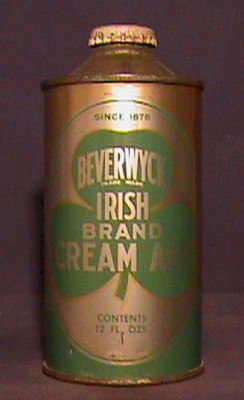 SINCE 1878
BEVERWYCK
TRADE MARK
IRISH
BRAND
CREAM A
CONTENTS
12 FL. OZS.